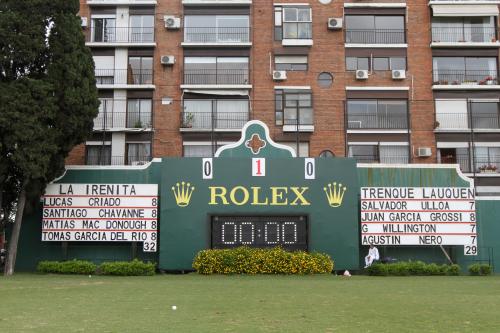 0 1 0
LA IRENITA
LUCAS CRIADO 8
SANTIAGO CHAVANNE 8
MATIAS MAC DONOUGH 8
TOMAS GARCIA DEL RIO 8
32
ROLEX
00:00
TRENQUE LAUQUEN
SALVADOR ULLOA 7
JUAN GARCIA GROSSI 8
G WILLINGTON 7
AGUSTIN NERO 7
29